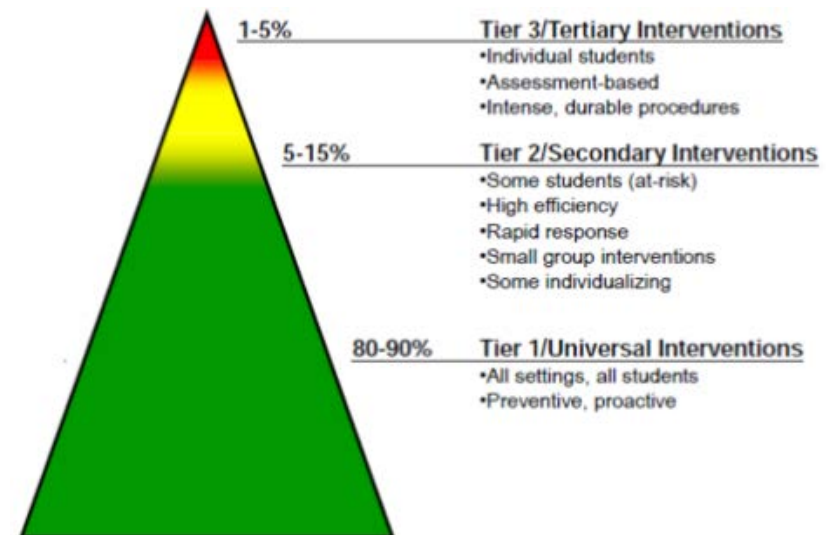 1-5% Tier 3/Tertiary Interventions
•Individual students
•Assessment-based
•Intense, durable procedures
5-15% Tier 2/Secondary Interventions
•Some students (at-risk)
•High efficiency
•Rapid response
•Small group interventions
•Some individualizing
80-90% Tier 1/Universal Interventions
•All settings, all students
•Preventive, proactive